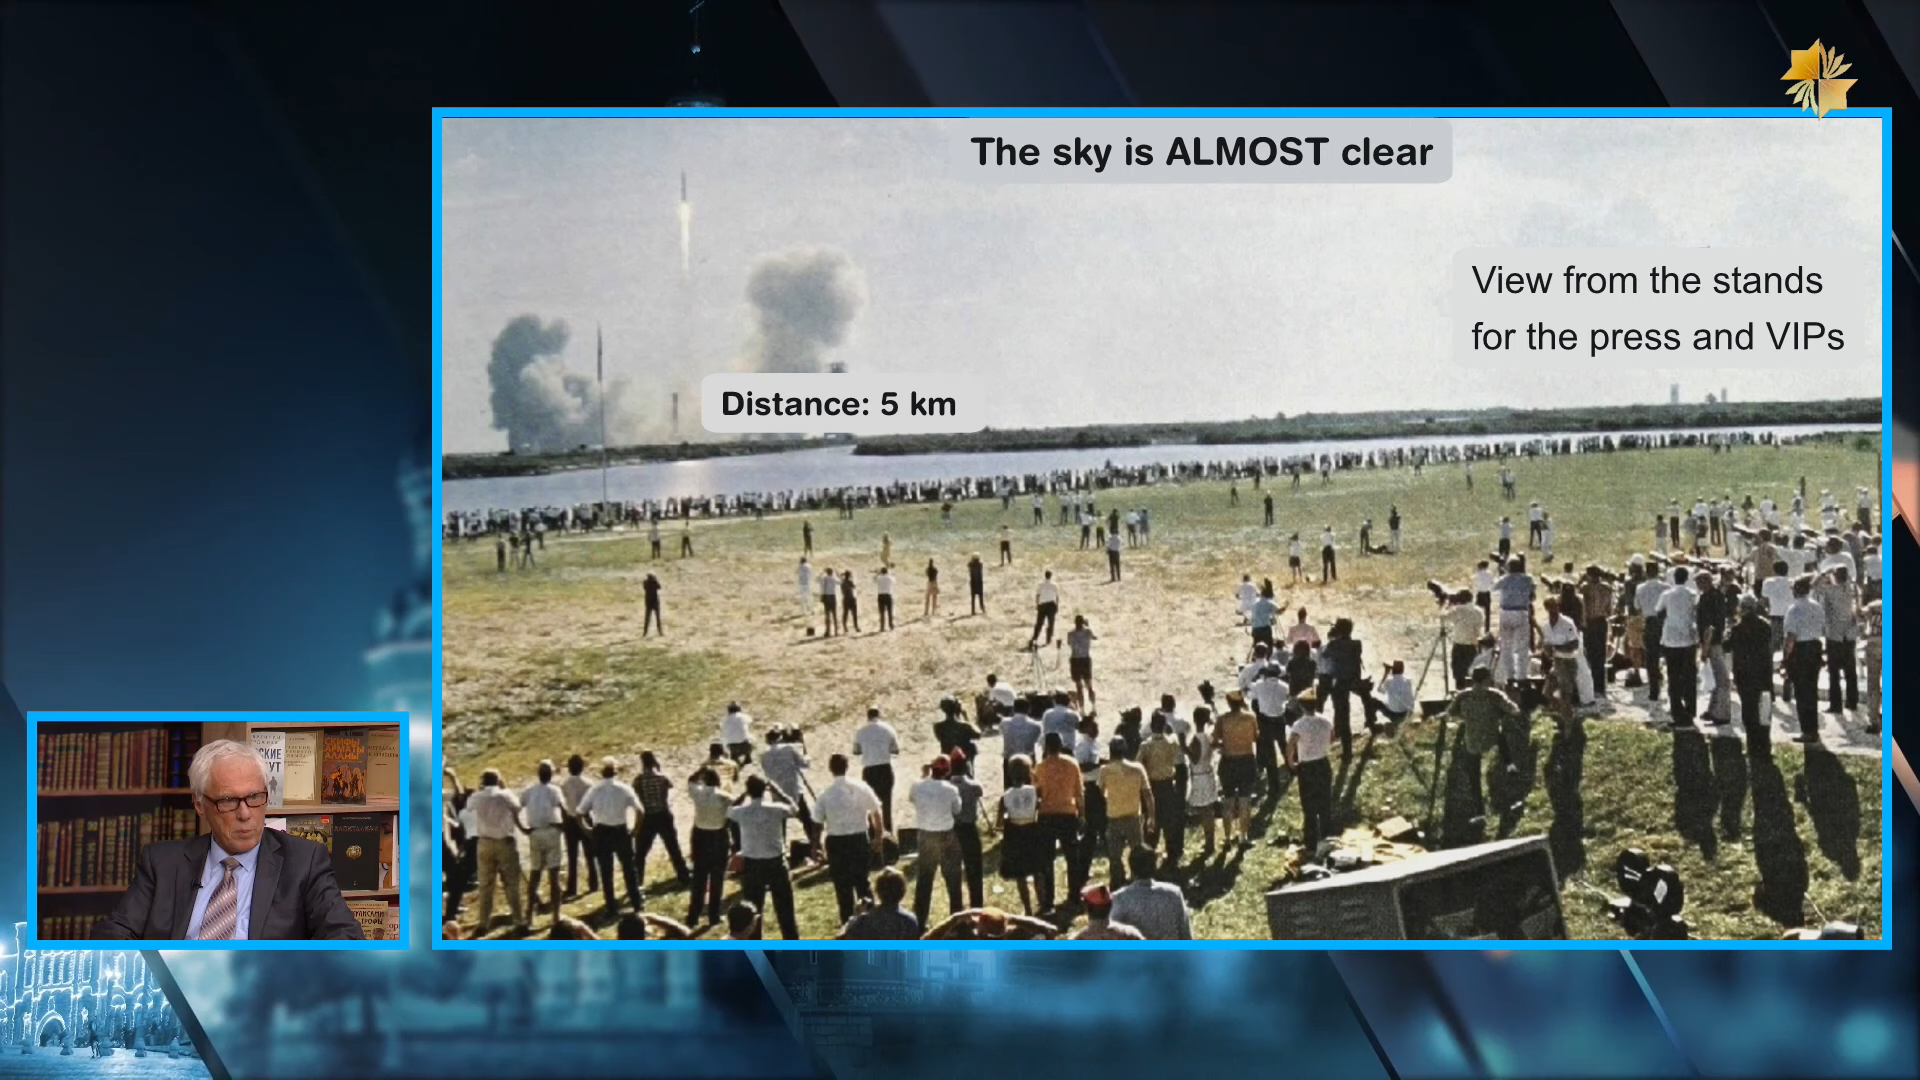 The sky is ALMOST clear
View from the stands
for the press and VIPs
Distance: 5 km